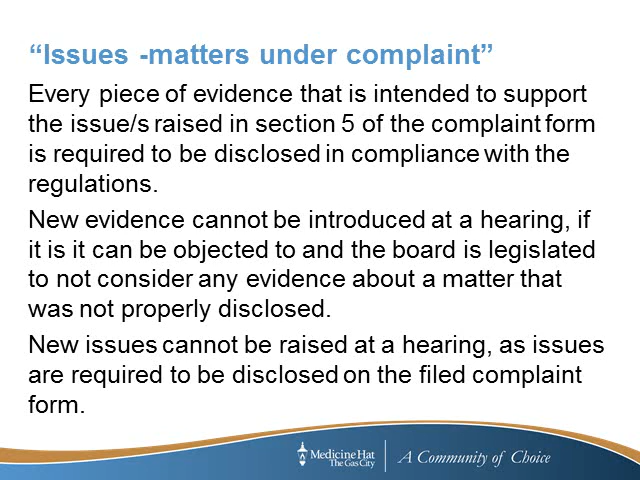 “Issues -matters under complaint”
Every piece of evidence that is intended to support
the issue/s raised in section 5 of the complaint form
is required to be disclosed in compliance with the
regulations.
New evidence cannot be introduced at a hearing, if
it is it can be objected to and the board is legislated
to not consider any evidence about a matter that
was not properly disclosed.
New issues cannot be raised at a hearing, as issues
are required to be disclosed on the filed complaint
form.
Medicine Hat
The Gas City
A Community of Choice